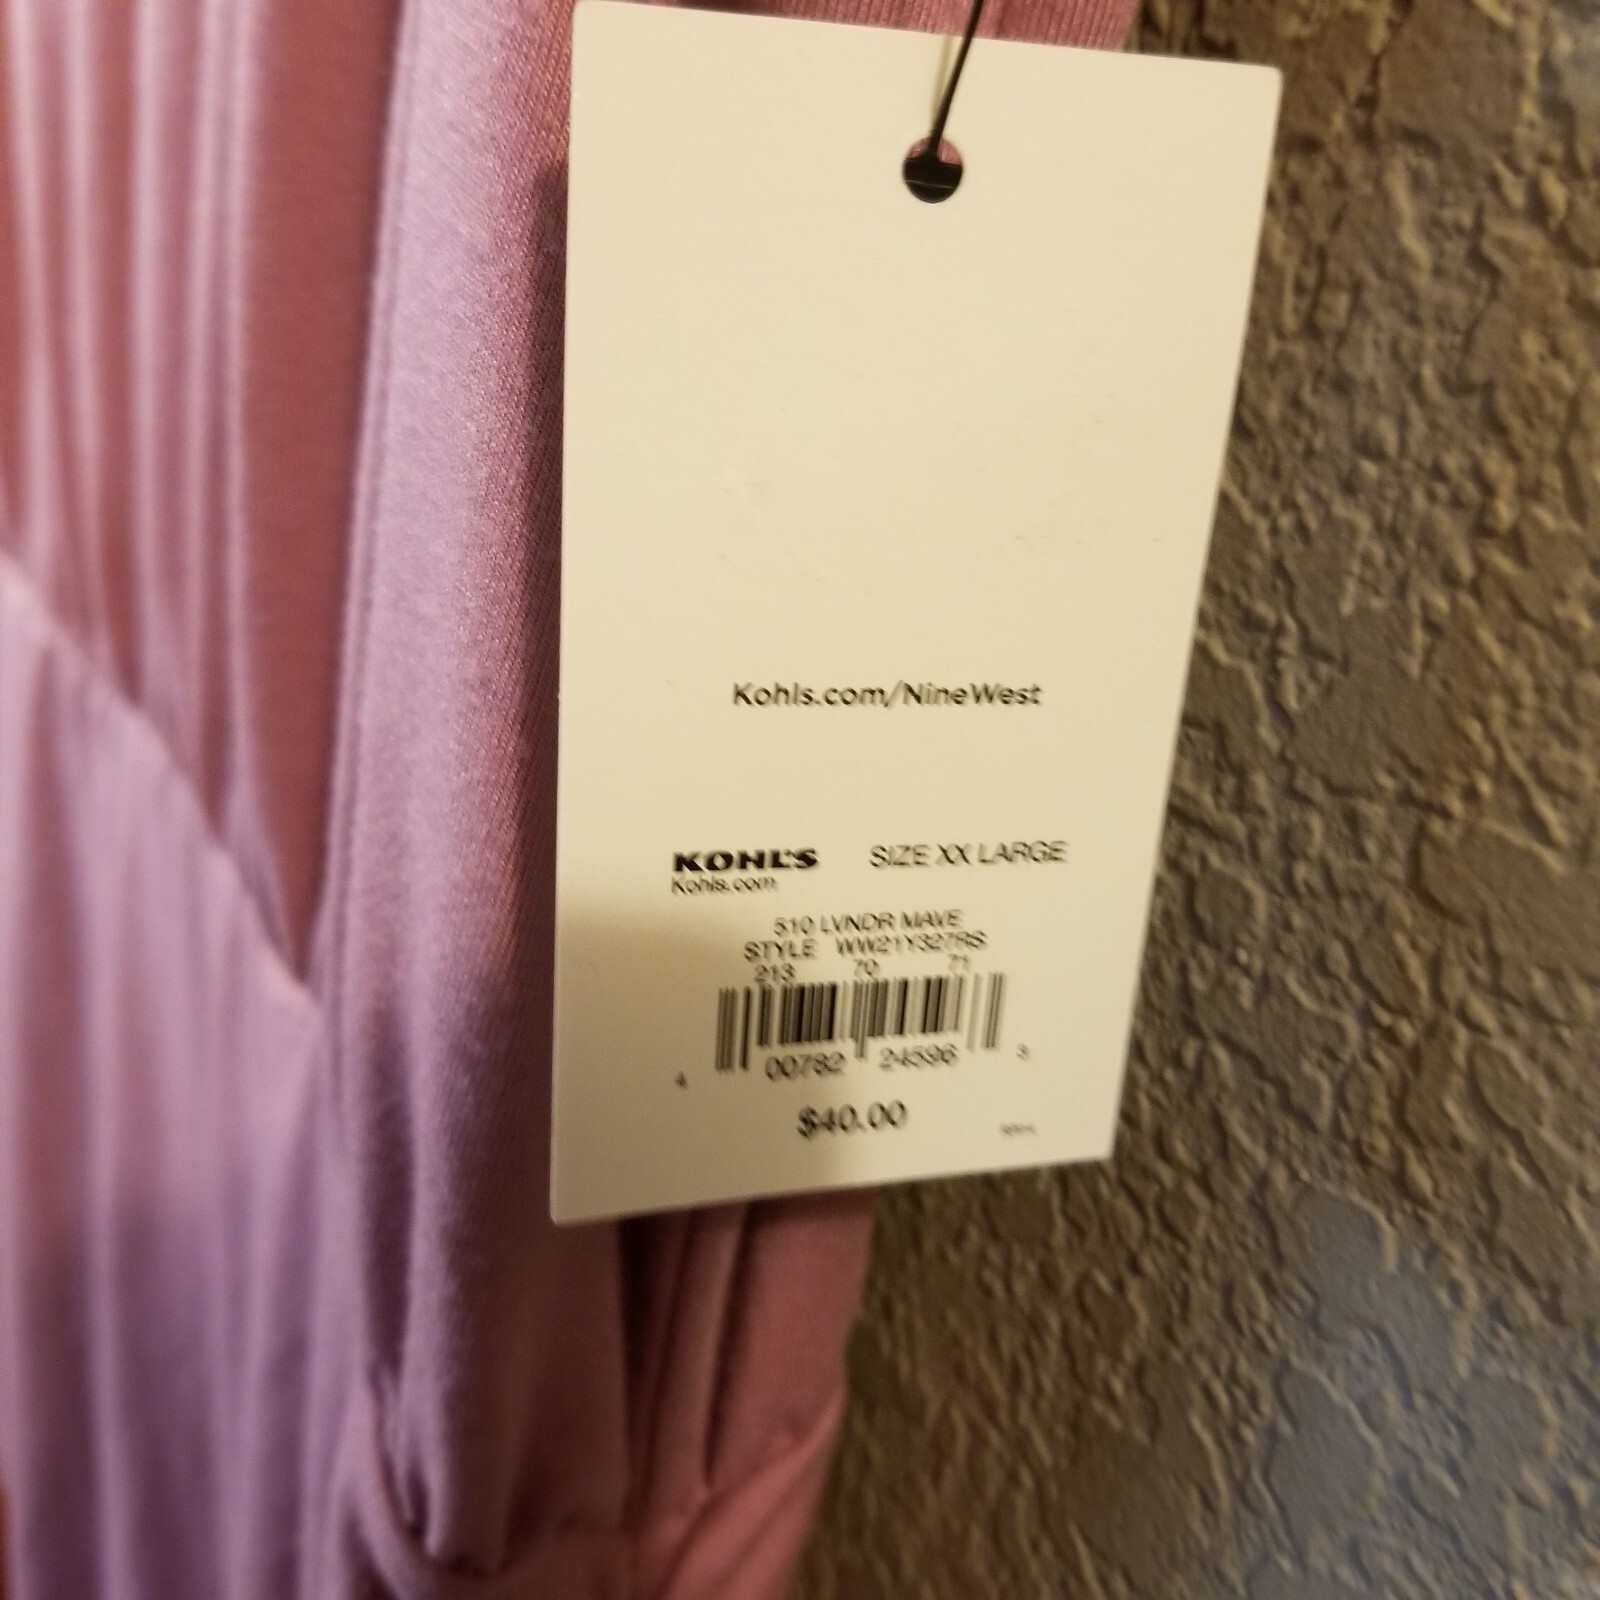 Kohls.com/NineWest
KOHL'S SIZE XX LARGE
Kohls.com
510 LVNDR MAVE
STYLE WW21Y327RS
213 70 71
4 00782 24596 3
$40.00